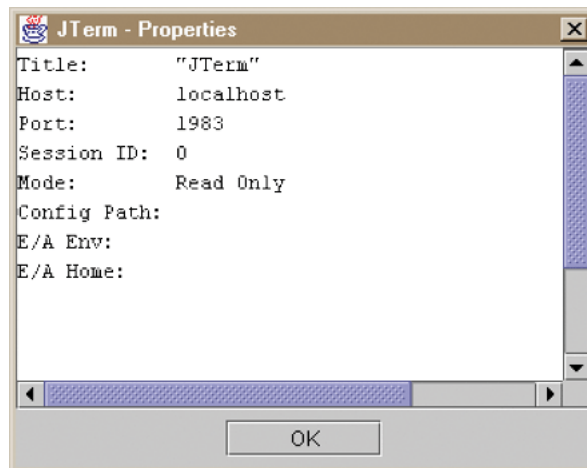 JTerm - Properties
Title: "JTerm"
Host: localhost
Port: 1983
Session ID: 0
Mode: Read Only
Config Path:
E/A Env:
E/A Home:
OK